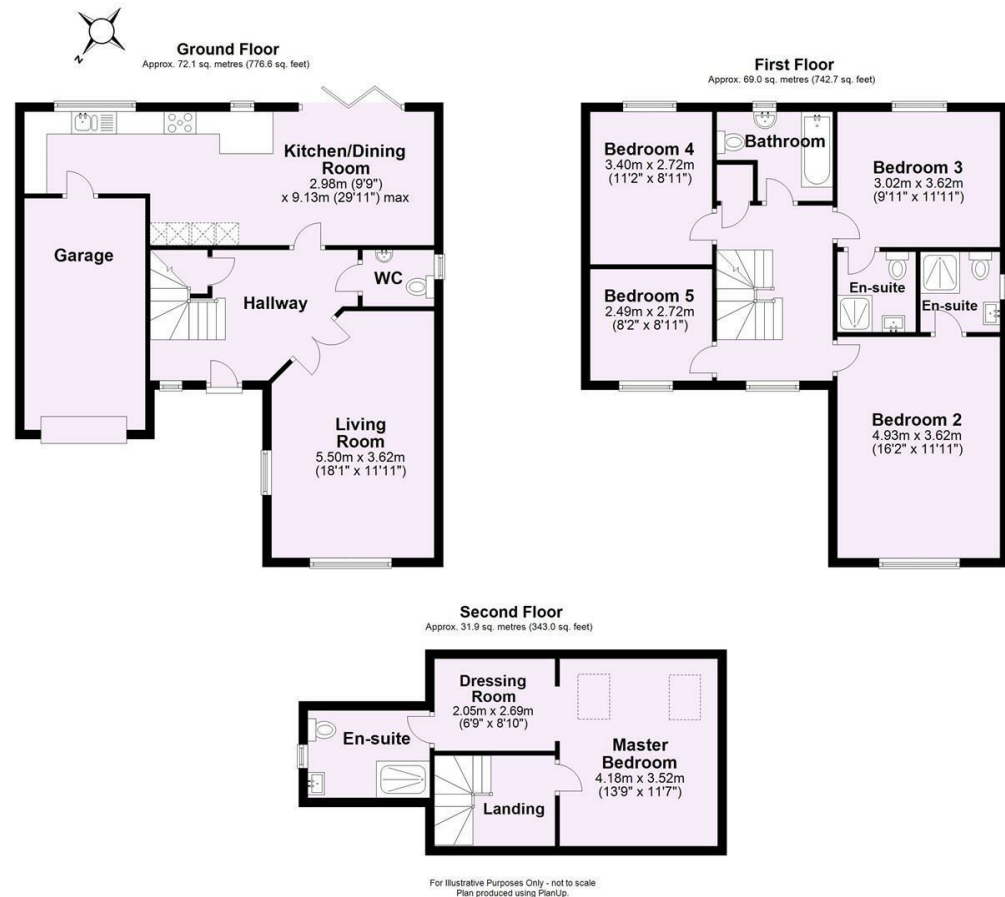 N
Ground Floor
Approx. 72.1 sq. metres (776.6 sq. feet)
Kitchen/Dining
Room
2.98m (9'9")
x 9.13m (29'11") max
Garage
Hallway
WC
Living
Room
5.50m x 3.62m
(18'1" x 11'11")
First Floor
Approx. 69.0 sq. metres (742.7 sq. feet)
Bedroom 4
3.40m x 2.72m
(11'2" x 8'11")
Bathroom
Bedroom 3
3.02m x 3.62m
(9'11" x 11'11")
Bedroom 5
2.49m x 2.72m
(8'2" x 8'11")
En-suite
En-suite
Bedroom 2
4.93m x 3.62m
(16'2" x 11'11")
Second Floor
Approx. 31.9 sq. metres (343.0 sq. feet)
Dressing
Room
2.05m x 2.69m
(6'9" x 8'10")
En-suite
Master
Bedroom
4.18m x 3.52m
(13'9" x 11'7")
Landing
For Illustrative Purposes Only - not to scale
Plan produced using PlanUp.